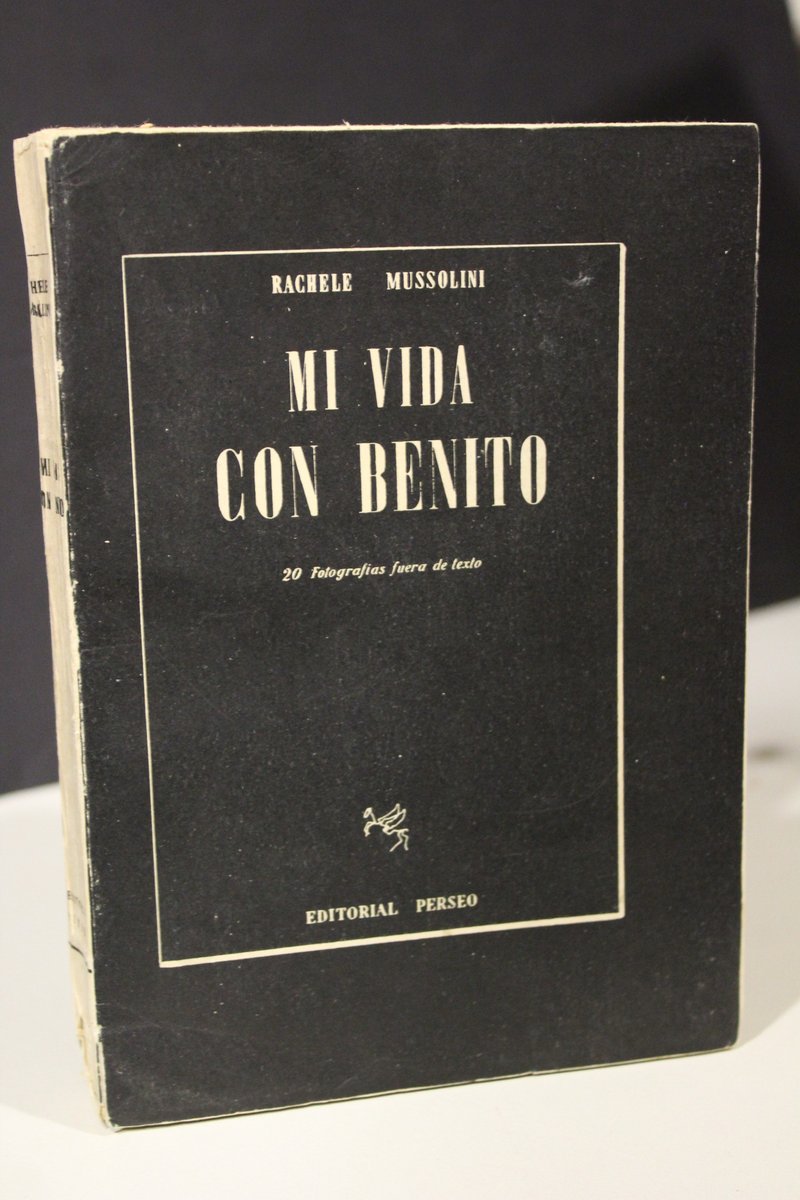 RACHELE MUSSOLINI
MI VIDA
CON BENITO
20 Fotografías fuera de texto
EDITORIAL PERSEO